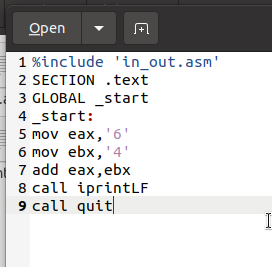 Open
1 %include 'in_out.asm'
2 SECTION .text
3 GLOBAL _start
4 _start:
5 mov eax,'6'
6 mov ebx,'4'
7 add eax,ebx
8 call iprintLF
9 call quit